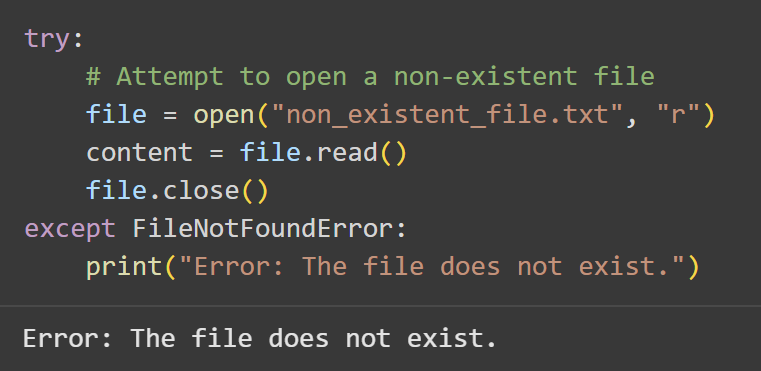 try:
    # Attempt to open a non-existent file
    file = open("non_existent_file.txt", "r")
    content = file.read()
    file.close()
except FileNotFoundError:
    print("Error: The file does not exist.")
Error: The file does not exist.